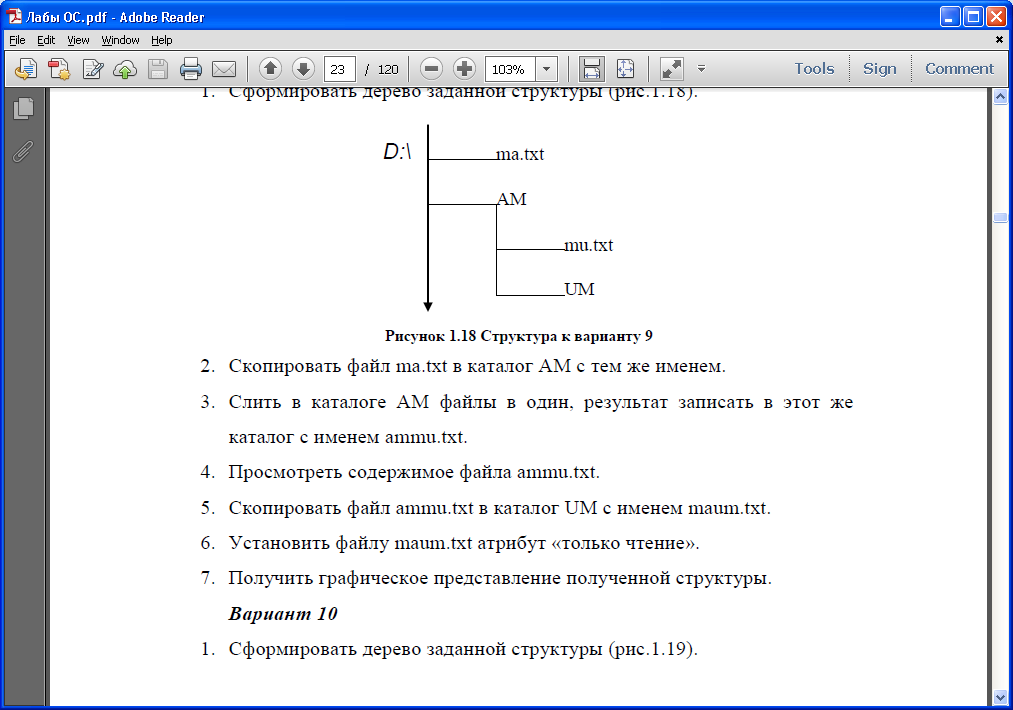 Лабы ОС.pdf - Adobe Reader
File Edit View Window Help
23 / 120 103% Tools Sign Comment
1. Сформировать дерево заданной структуры (рис.1.18).
D:\
ma.txt
AM
mu.txt
UM
Рисунок 1.18 Структура к варианту 9
2. Скопировать файл ma.txt в каталог AM с тем же именем.
3. Слить в каталоге AM файлы в один, результат записать в этот же
каталог с именем ammu.txt.
4. Просмотреть содержимое файла ammu.txt.
5. Скопировать файл ammu.txt в каталог UM с именем maum.txt.
6. Установить файлу maum.txt атрибут «только чтение».
7. Получить графическое представление полученной структуры.
Вариант 10
1. Сформировать дерево заданной структуры (рис.1.19).